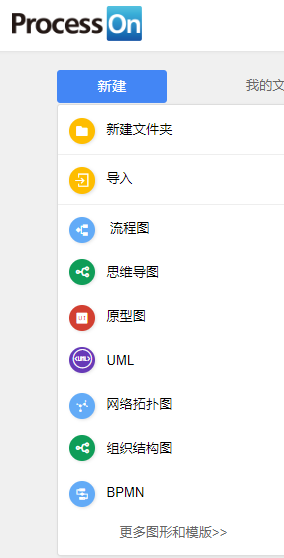 ProcessOn
新建
我的文
新建文件夹
导入
流程图
思维导图
UI
原型图
UML
UML
网络拓扑图
组织结构图
BPMN
更多图形和模版>>